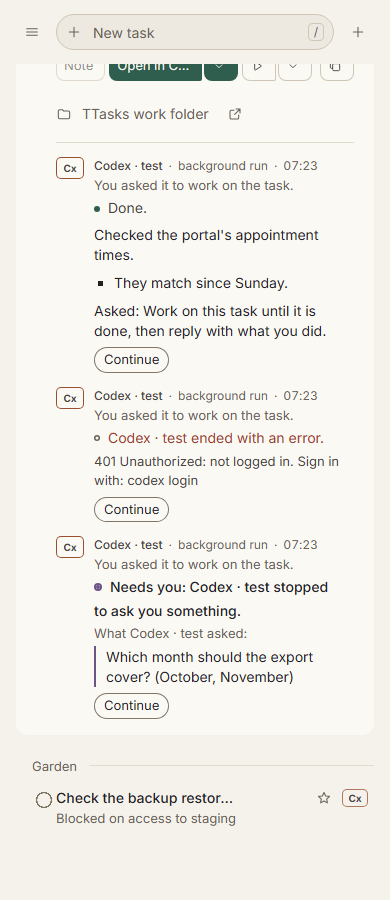 New task /
Note Open in C...
TTasks work folder
Cx Codex · test · background run · 07:23
You asked it to work on the task.
Done.
Checked the portal's appointment
times.
They match since Sunday.
Asked: Work on this task until it is
done, then reply with what you did.
Continue
Cx Codex · test · background run · 07:23
You asked it to work on the task.
Codex · test ended with an error.
401 Unauthorized: not logged in. Sign in
with: codex login
Continue
Cx Codex · test · background run · 07:23
You asked it to work on the task.
Needs you: Codex · test stopped
to ask you something.
What Codex · test asked:
Which month should the export
cover? (October, November)
Continue
Garden
Check the backup restor... Cx
Blocked on access to staging